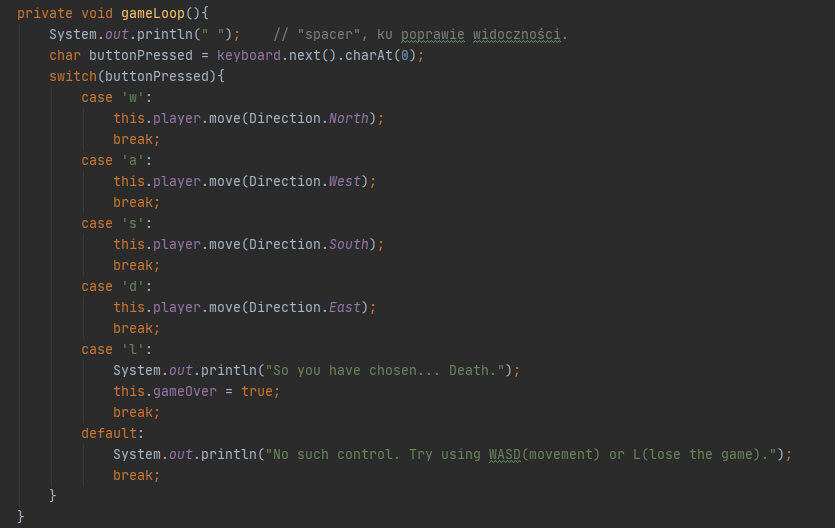 private void gameLoop(){
    System.out.println(" ");    // "spacer", ku poprawie widoczności.
    char buttonPressed = keyboard.next().charAt(0);
    switch(buttonPressed){
        case 'w':
            this.player.move(Direction.North);
            break;
        case 'a':
            this.player.move(Direction.West);
            break;
        case 's':
            this.player.move(Direction.South);
            break;
        case 'd':
            this.player.move(Direction.East);
            break;
        case 'l':
            System.out.println("So you have chosen... Death.");
            this.gameOver = true;
            break;
        default:
            System.out.println("No such control. Try using WASD(movement) or L(lose the game).");
            break;
    }
}